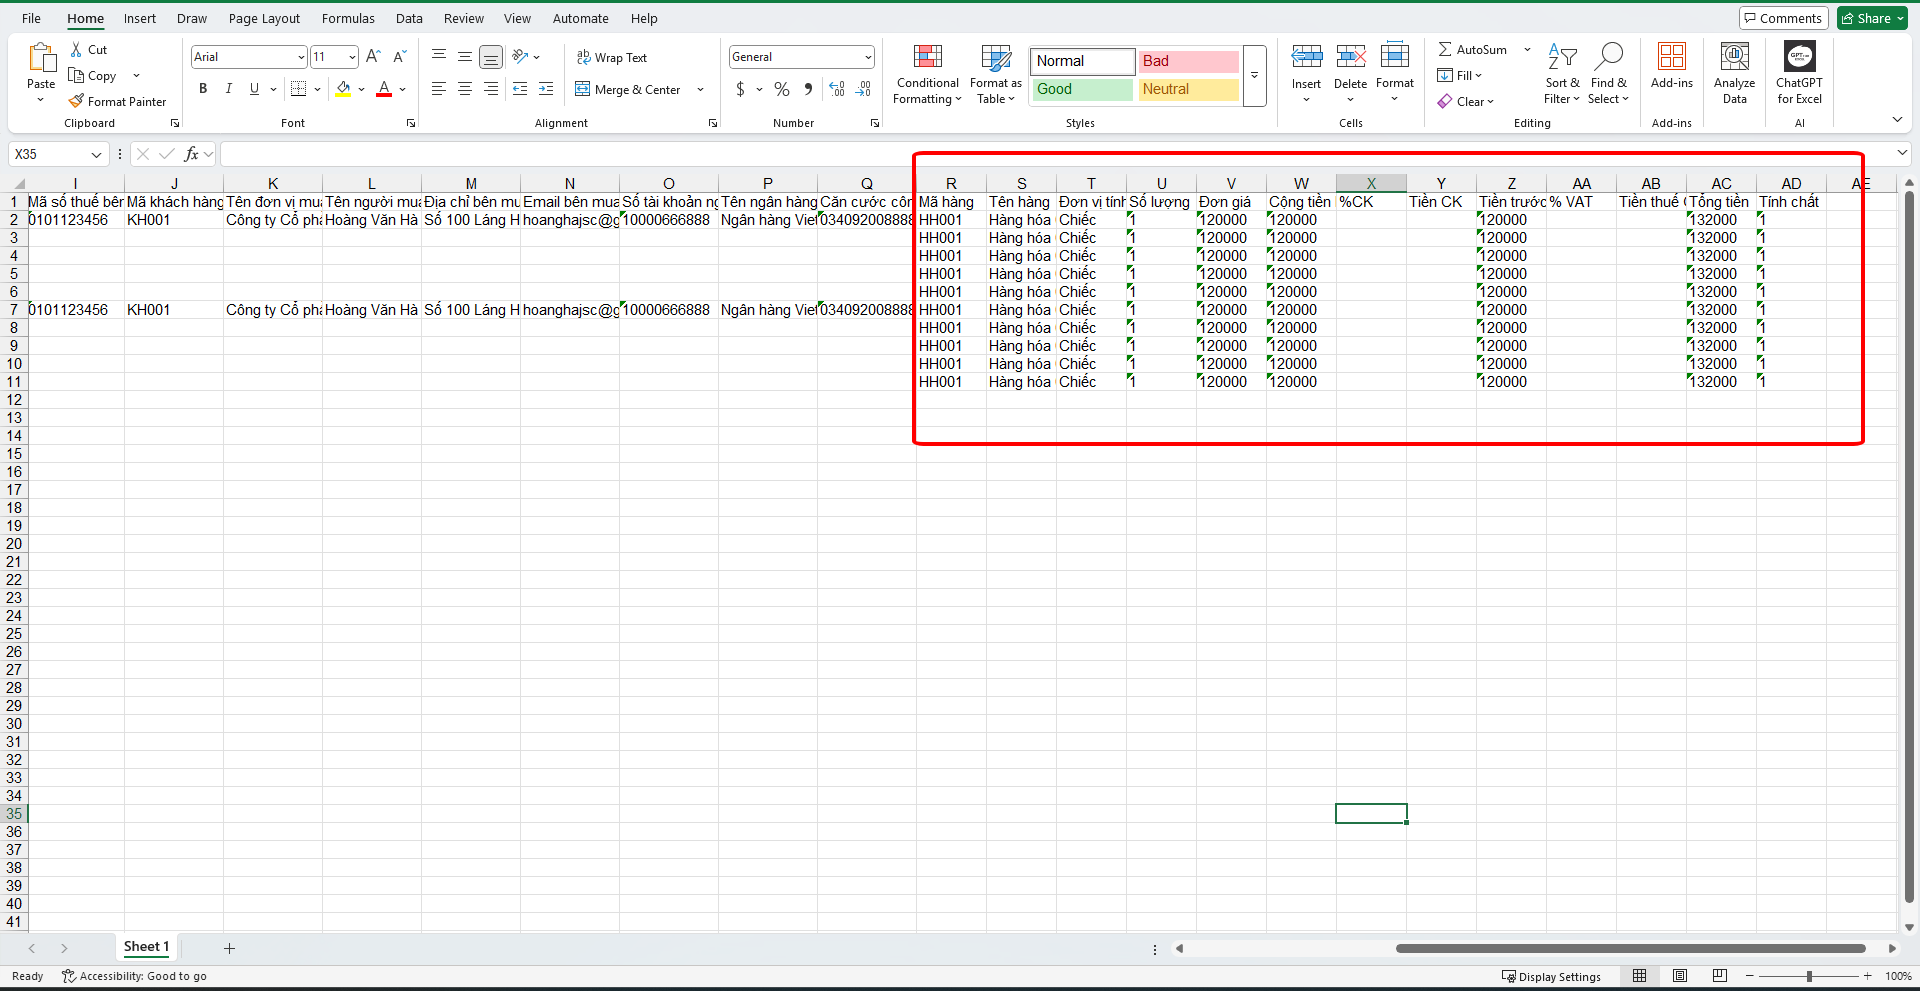 File Home Insert Draw Page Layout Formulas Data Review View Automate Help Comments Share
Paste Cut Copy Format Painter Clipboard
Arial 11 B I U A Font
Wrap Text Merge & Center Alignment
General $ % Number
Conditional Formatting Format as Table Normal Bad Good Neutral Styles
Insert Delete Format Cells
AutoSum Fill Clear Sort & Filter Find & Select Editing
Add-ins Add-ins
Analyze Data ChatGPT for Excel AI
X35 fx
I J K L M N O P Q R S T U V W X Y Z AA AB AC AD AE
1 Mã số thuế bên Mã khách hàng Tên đơn vị mua Tên người mua Địa chỉ bên mu Email bên mua Số tài khoản ng Tên ngân hàng Căn cước côn Mã hàng Tên hàng Đơn vị tính Số lượng Đơn giá Cộng tiền %CK Tiền CK Tiền trước % VAT Tiền thuế Tổng tiền Tính chất
2 0101123456 KH001 Công ty Cổ phầ Hoàng Văn Hà Số 100 Láng H hoanghajsc@g 10000666888 Ngân hàng Viet 034092008888 HH001 Hàng hóa Chiếc 1 120000 120000 120000 132000 1
3 HH001 Hàng hóa Chiếc 1 120000 120000 120000 132000 1
4 HH001 Hàng hóa Chiếc 1 120000 120000 120000 132000 1
5 HH001 Hàng hóa Chiếc 1 120000 120000 120000 132000 1
6 HH001 Hàng hóa Chiếc 1 120000 120000 120000 132000 1
7 0101123456 KH001 Công ty Cổ phầ Hoàng Văn Hà Số 100 Láng H hoanghajsc@g 10000666888 Ngân hàng Viet 034092008888 HH001 Hàng hóa Chiếc 1 120000 120000 120000 132000 1
8 HH001 Hàng hóa Chiếc 1 120000 120000 120000 132000 1
9 HH001 Hàng hóa Chiếc 1 120000 120000 120000 132000 1
10 HH001 Hàng hóa Chiếc 1 120000 120000 120000 132000 1
11 HH001 Hàng hóa Chiếc 1 120000 120000 120000 132000 1
12
13
14
15
16
17
18
19
20
21
22
23
24
25
26
27
28
29
30
31
32
33
34
35
36
37
38
39
40
41
Sheet 1
Ready Accessibility: Good to go Display Settings 100%